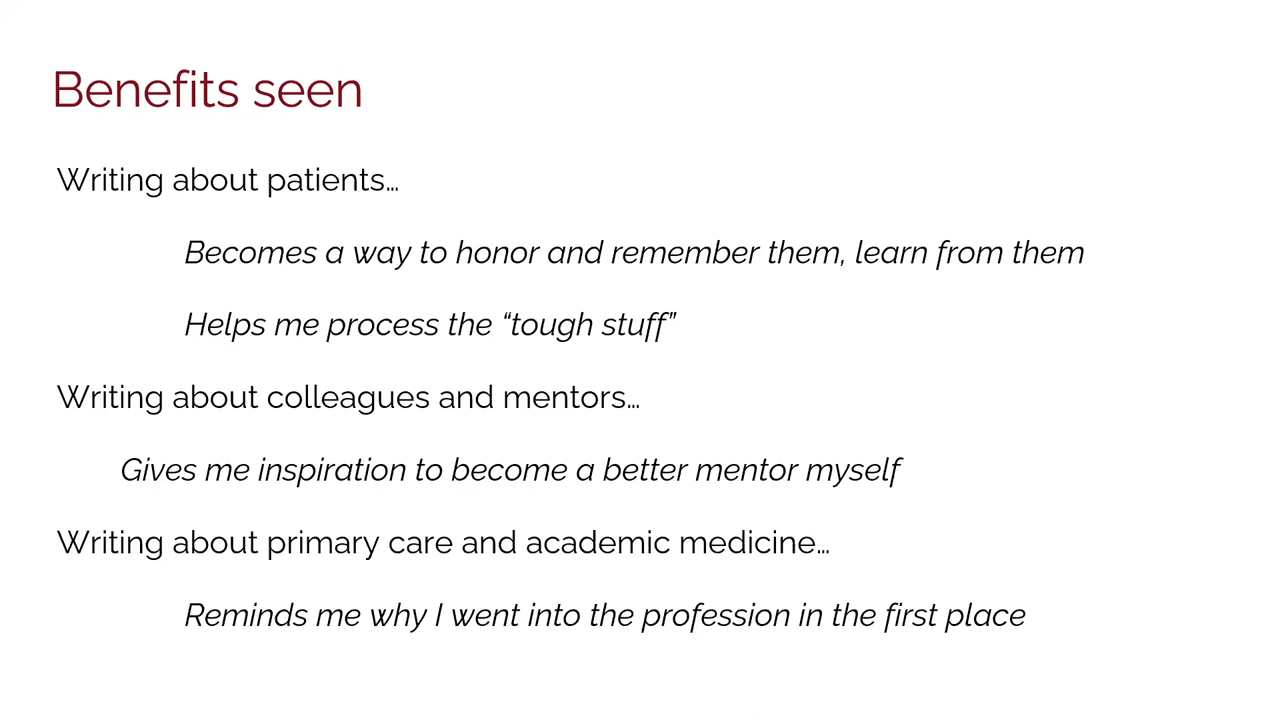 Benefits seen
Writing about patients…
Becomes a way to honor and remember them, learn from them
Helps me process the “tough stuff”
Writing about colleagues and mentors…
Gives me inspiration to become a better mentor myself
Writing about primary care and academic medicine…
Reminds me why I went into the profession in the first place